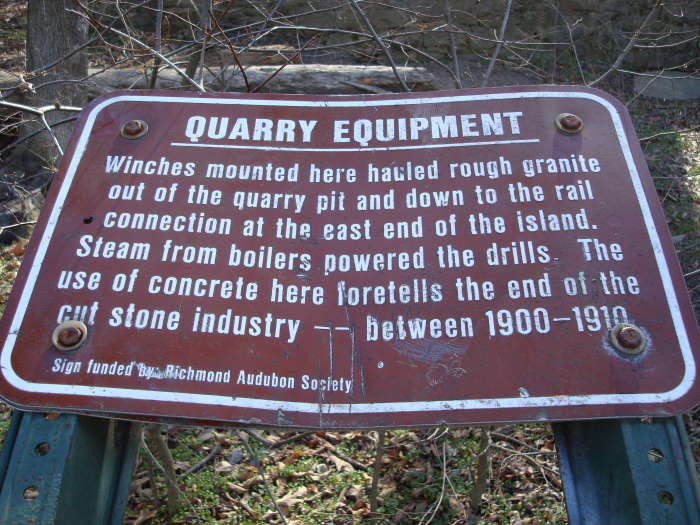 QUARRY EQUIPMENT
Winches mounted here hauled rough granite
out of the quarry pit and down to the rail
connection at the east end of the island.
Steam from boilers powered the drills. The
use of concrete here foretells the end of the
cut stone industry -- between 1900-1910.
Sign funded by: Richmond Audubon Society